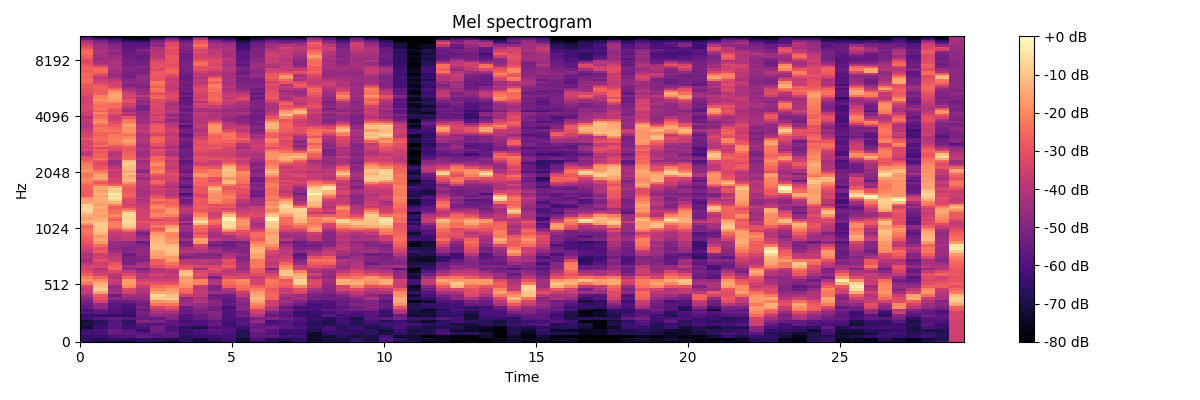 Mel spectrogram
8192
4096
2048
1024
512
0
Hz
0 5 10 15 20 25
Time
+0 dB
-10 dB
-20 dB
-30 dB
-40 dB
-50 dB
-60 dB
-70 dB
-80 dB